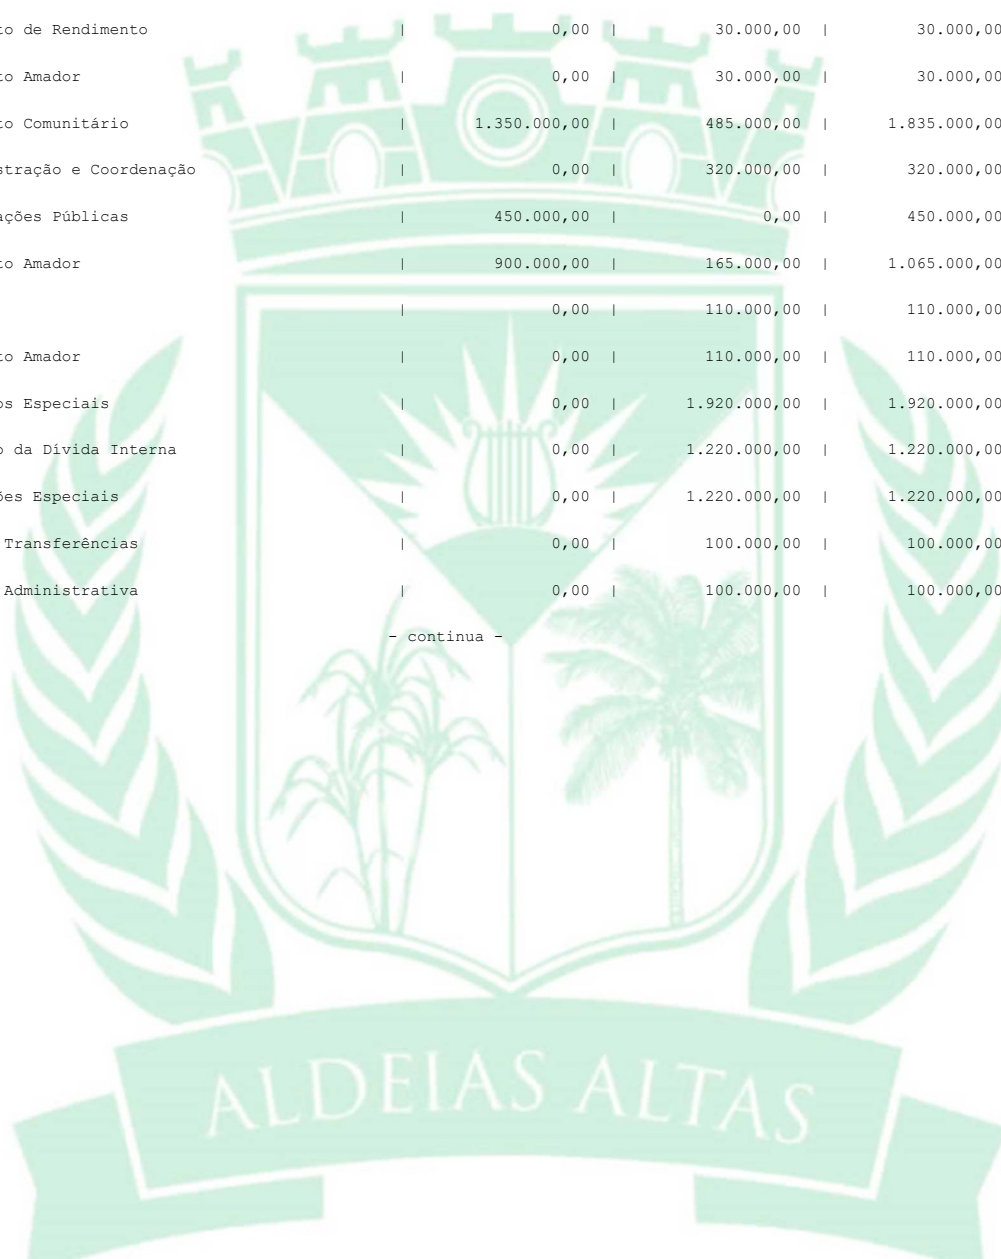 to de Rendimento | 0,00 | 30.000,00 | 30.000,00
to Amador | 0,00 | 30.000,00 | 30.000,00
to Comunitário | 1.350.000,00 | 485.000,00 | 1.835.000,00
stração e Coordenação | 0,00 | 320.000,00 | 320.000,00
ações Públicas | 450.000,00 | 0,00 | 450.000,00
to Amador | 900.000,00 | 165.000,00 | 1.065.000,00
| 0,00 | 110.000,00 | 110.000,00
to Amador | 0,00 | 110.000,00 | 110.000,00
os Especiais | 0,00 | 1.920.000,00 | 1.920.000,00
o da Dívida Interna | 0,00 | 1.220.000,00 | 1.220.000,00
ões Especiais | 0,00 | 1.220.000,00 | 1.220.000,00
Transferências | 0,00 | 100.000,00 | 100.000,00
Administrativa | 0,00 | 100.000,00 | 100.000,00
- continua -
ALDEIAS ALTAS